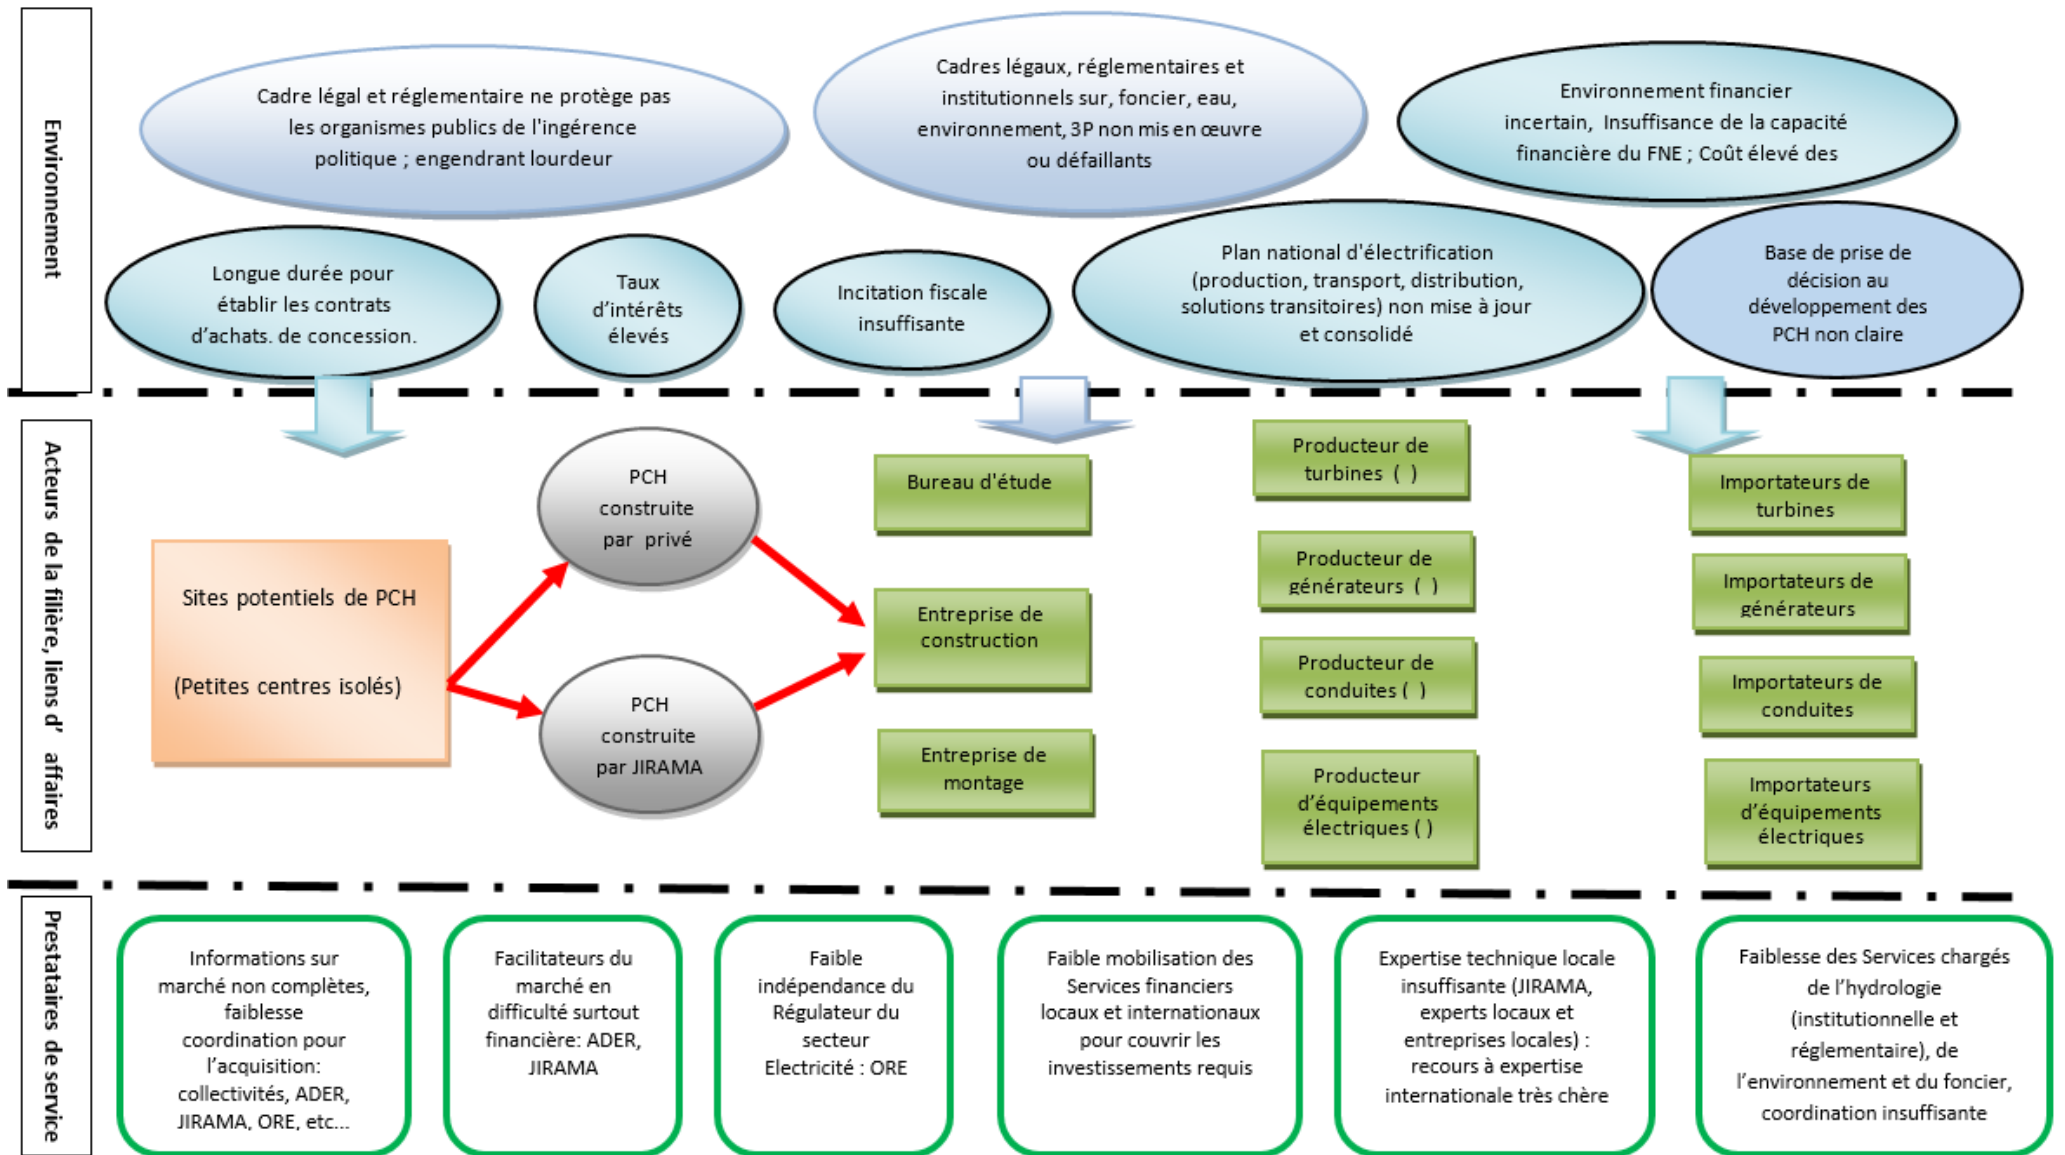 Environnement
Cadre légal et réglementaire ne protège pas
les organismes publics de l'ingérence
politique ; engendrant lourdeur
Cadres légaux, réglementaires et
institutionnels sur, foncier, eau,
environnement, 3P non mis en œuvre
ou défaillants
Environnement financier
incertain, Insuffisance de la capacité
financière du FNE ; Coût élevé des
Longue durée pour
établir les contrats
d'achats. de concession.
Taux
d’intérêts
élevés
Incitation fiscale
insuffisante
Plan national d'électrification
(production, transport, distribution,
solutions transitoires) non mise à jour
et consolidé
Base de prise de
décision au
développement des
PCH non claire
Acteurs de la filière, liens d’ affaires
Sites potentiels de PCH
(Petites centres isolés)
PCH
construite
par privé
PCH
construite
par JIRAMA
Bureau d'étude
Entreprise de
construction
Entreprise de
montage
Producteur de
turbines ( )
Producteur de
générateurs ( )
Producteur de
conduites ( )
Producteur
d’équipements
électriques ( )
Importateurs de
turbines
Importateurs de
générateurs
Importateurs de
conduites
Importateurs
d’équipements
électriques
Prestataires de service
Informations sur
marché non complètes,
faiblesse
coordination pour
l’acquisition:
collectivités, ADER,
JIRAMA, ORE, etc...
Facilitateurs du
marché en
difficulté surtout
financière: ADER,
JIRAMA
Faible
indépendance du
Régulateur du
secteur
Electricité : ORE
Faible mobilisation des
Services financiers
locaux et internationaux
pour couvrir les
investissements requis
Expertise technique locale
insuffisante (JIRAMA,
experts locaux et
entreprises locales) :
recours à expertise
internationale très chère
Faiblesse des Services chargés
de l’hydrologie
(institutionnelle et
réglementaire), de
l’environnement et du foncier,
coordination insuffisante